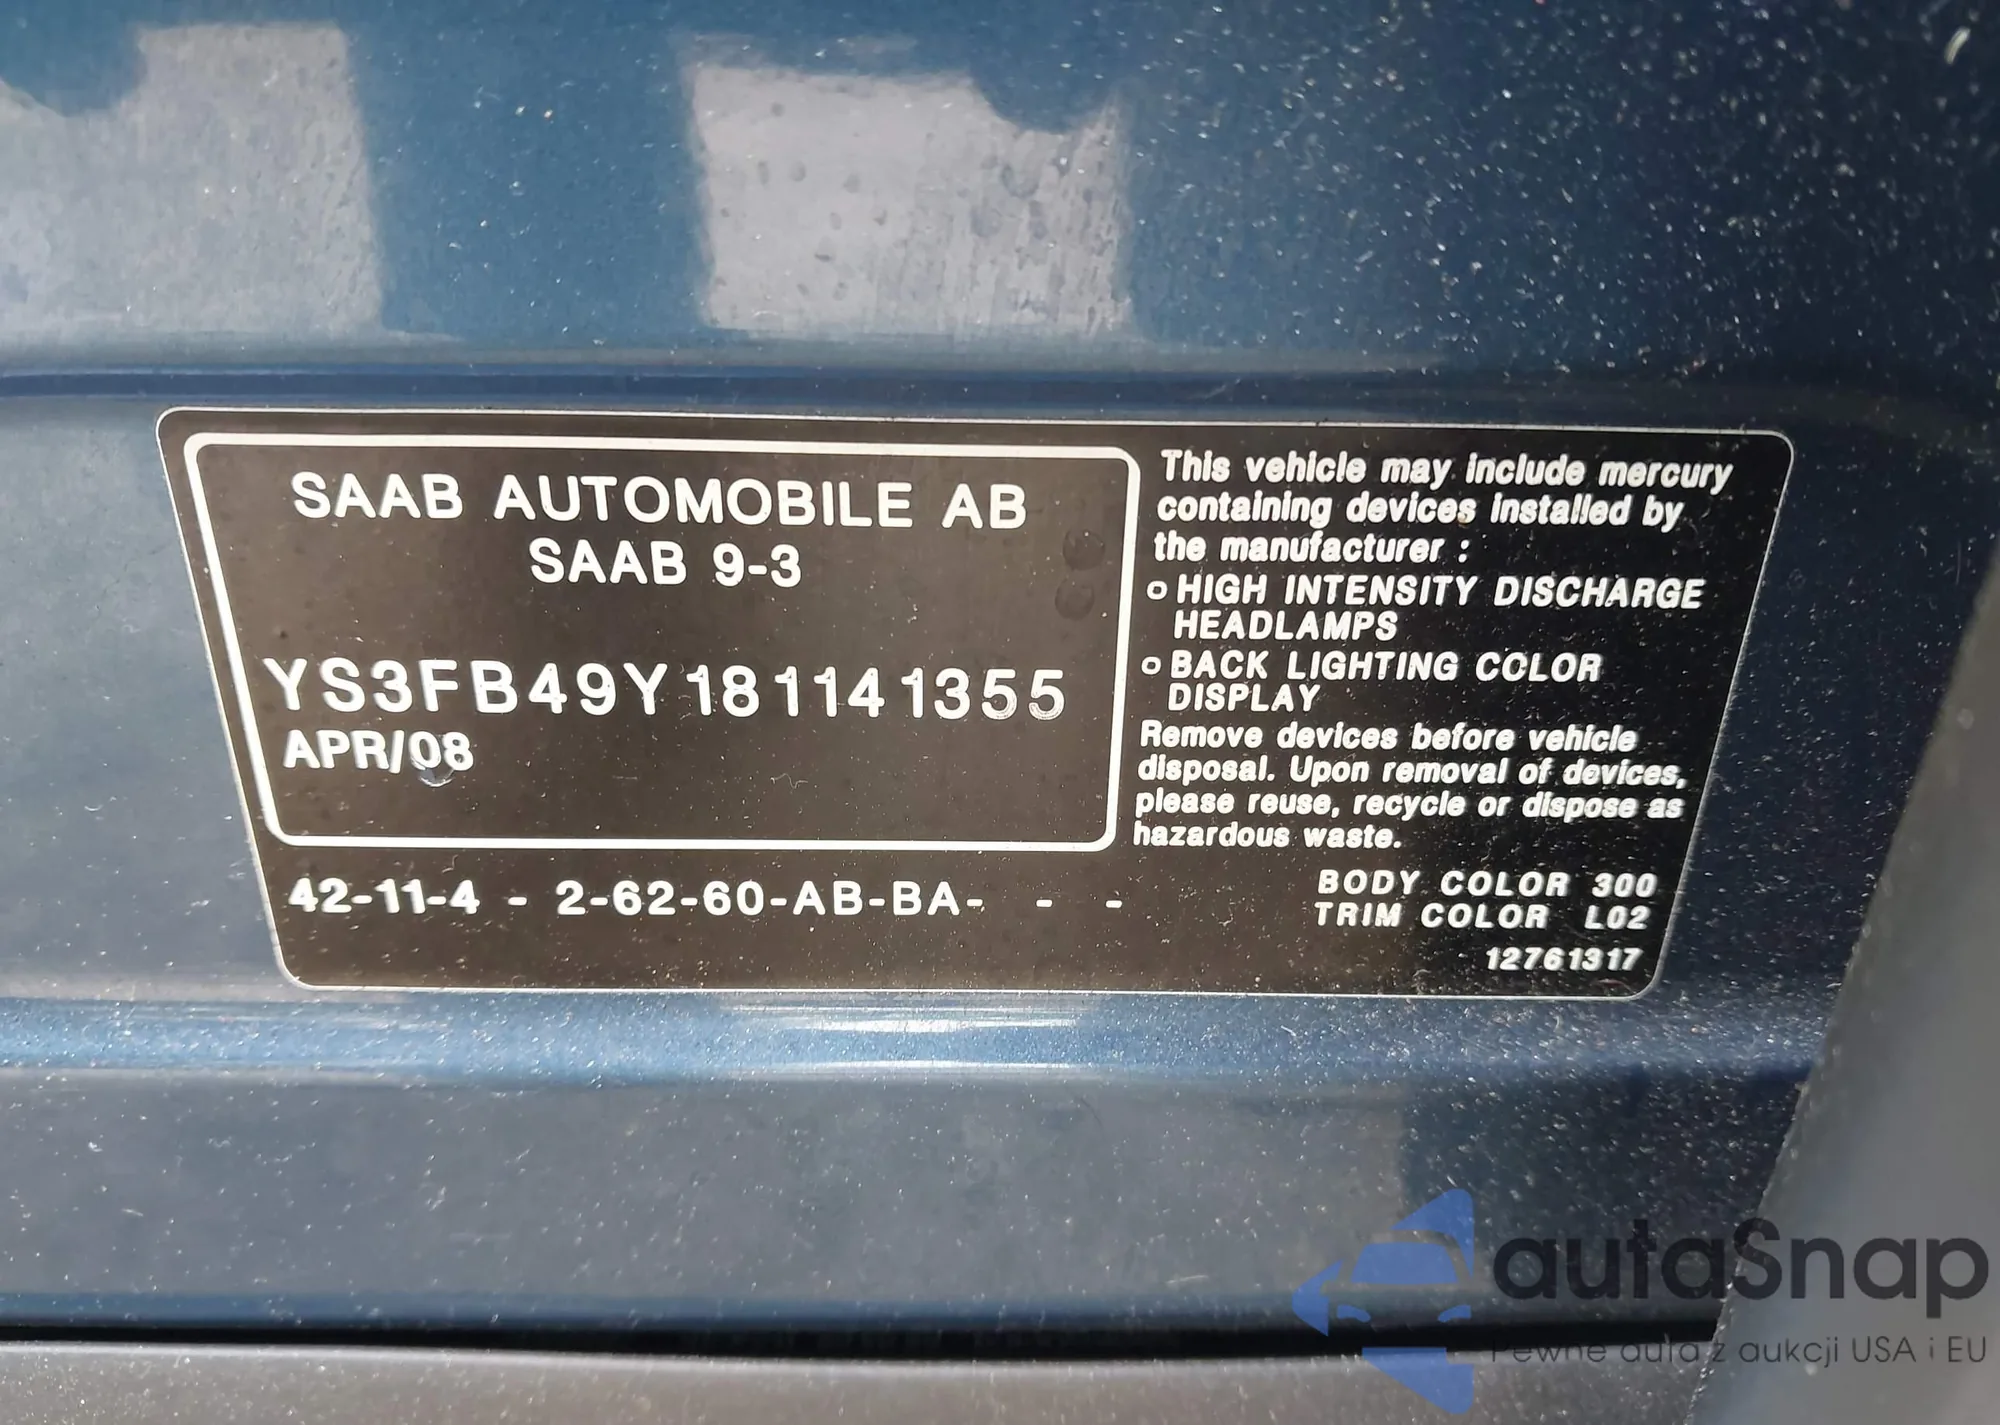 SAAB AUTOMOBILE AB
SAAB 9-3
YS3FB49Y181141355
APR/08
42-11-4 - 2-62-60-AB-BA- - -
This vehicle may include mercury
containing devices installed by
the manufacturer :
o HIGH INTENSITY DISCHARGE
HEADLAMPS
o BACK LIGHTING COLOR
DISPLAY
Remove devices before vehicle
disposal. Upon removal of devices,
please reuse, recycle or dispose as
hazardous waste.
BODY COLOR 300
TRIM COLOR L02
12761317
autaSnap
Pewne auta z aukcji USA i EU